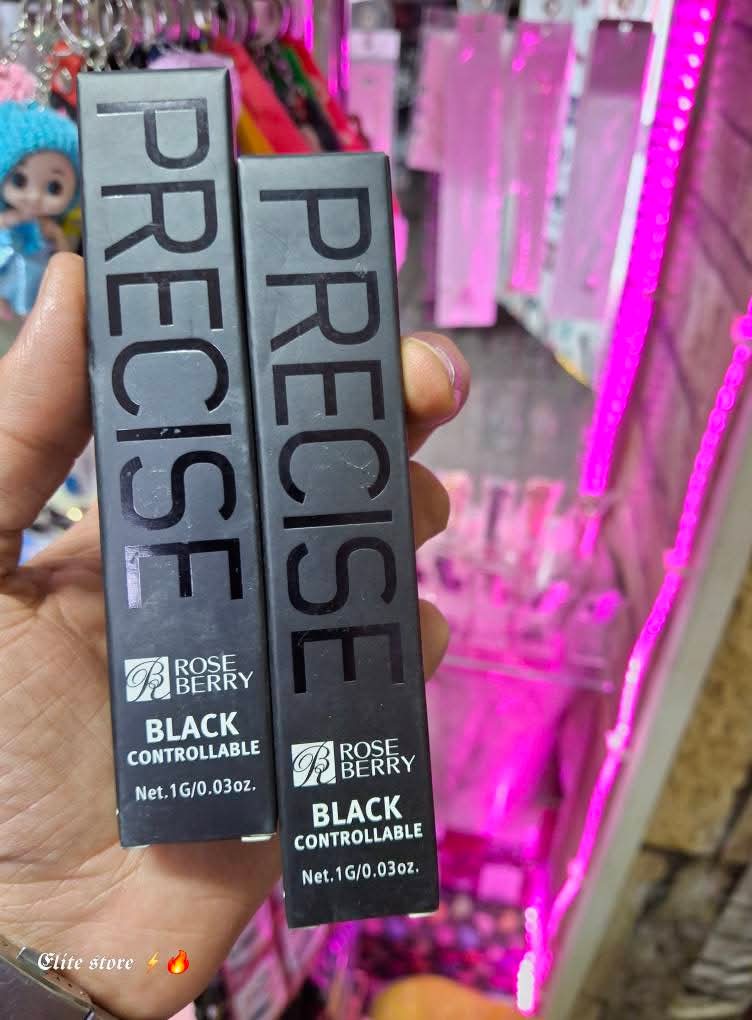 PRECISE
ROSE
BERRY
BLACK
CONTROLLABLE
Net.1G/0.03oz.
PRECISE
ROSE
BERRY
BLACK
CONTROLLABLE
Net.1G/0.03oz.
Elite store ⚡🔥